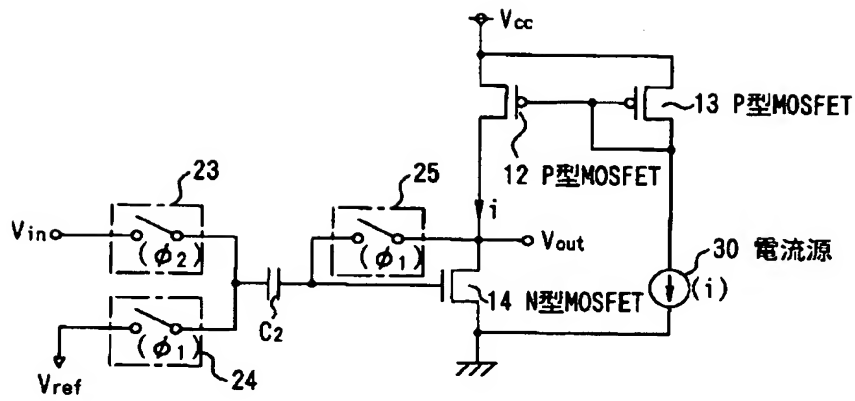 Vcc
13 P型MOSFET
12 P型MOSFET
23
25
i
Vin
(φ2)
(φ1)
Vout
30 電流源
(i)
14 N型MOSFET
C2
(φ1)
24
Vref